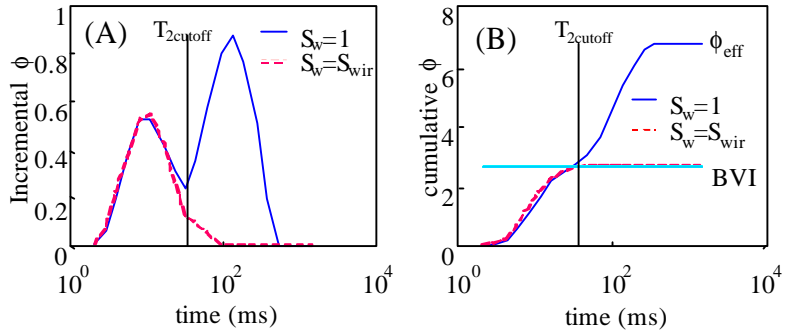 (A)
T2cutoff
Sw=1
Sw=Swir
Incremental ϕ
1
0.8
0.6
0.4
0.2
0
10^0
10^2
10^4
time (ms)
(B)
T2cutoff
ϕeff
Sw=1
Sw=Swir
BVI
cumulative ϕ
8
6
4
2
0
10^0
10^2
10^4
time (ms)